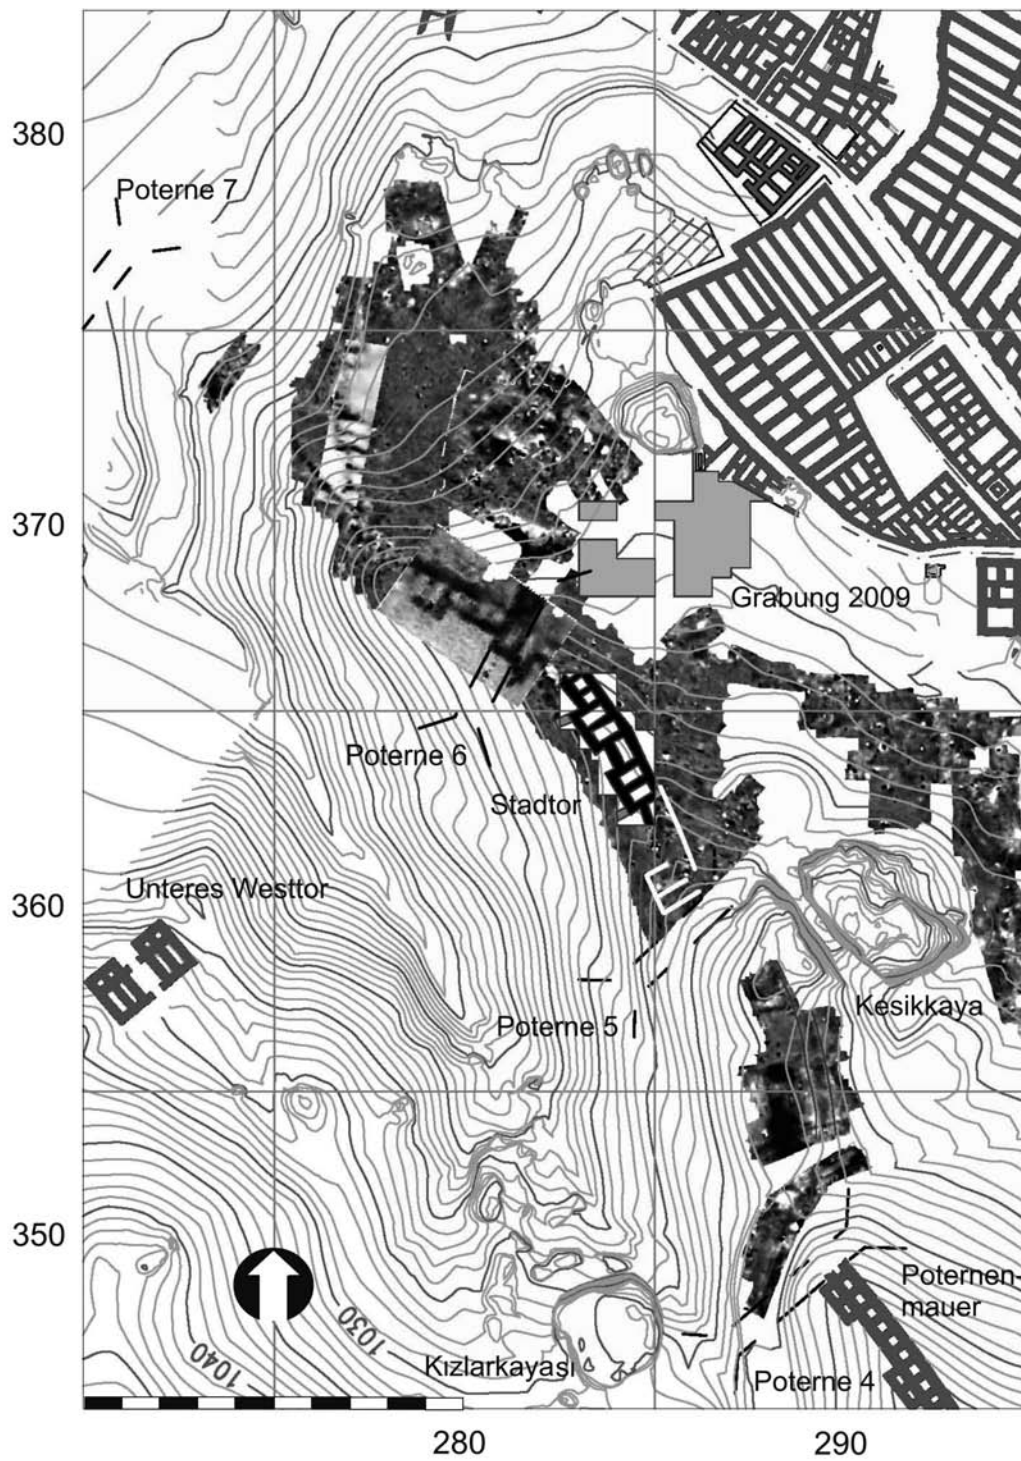 380
Poterne 7
370
Grabung 2009
Poterne 6
Stadtor
Unteres Westtor
360
Kesikkaya
Poterne 5
350
Poternen-
mauer
1040
1030
Kızlarkayası
Poterne 4
280
290